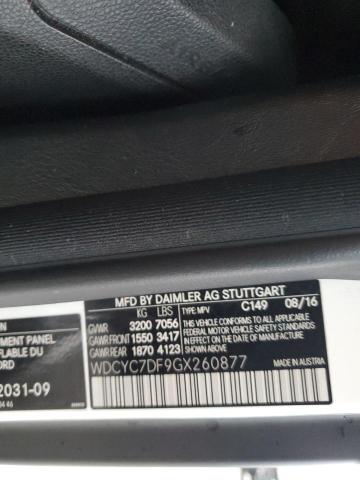 MFD BY DAIMLER AG STUTTGART
KG LBS TYPE: MPV C149 08/16
GVWR 3200 7056
GAWR FRONT 1550 3417
GAWR REAR 1870 4123
THIS VEHICLE CONFORMS TO ALL APPLICABLE
U.S. FEDERAL MOTOR VEHICLE SAFETY
STANDARDS IN EFFECT ON THE DATE OF
MANUFACTURE SHOWN ABOVE.
WDCYC7DF9GX260877
MADE IN AUSTRIA
ON
EMENT PANEL
FLABLE DU
ORD
2031-09